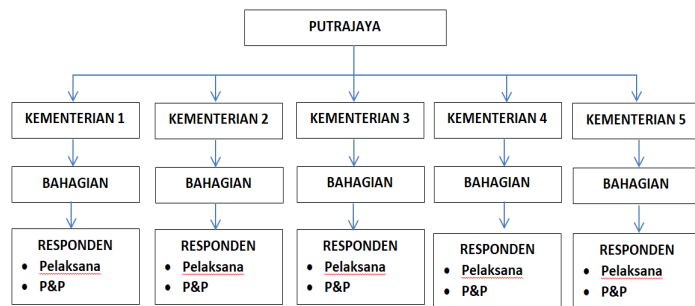 PUTRAJAYA
KEMENTERIAN 1
KEMENTERIAN 2
KEMENTERIAN 3
KEMENTERIAN 4
KEMENTERIAN 5
BAHAGIAN
BAHAGIAN
BAHAGIAN
BAHAGIAN
BAHAGIAN
RESPONDEN
• Pelaksana
• P&P
RESPONDEN
• Pelaksana
• P&P
RESPONDEN
• Pelaksana
• P&P
RESPONDEN
• Pelaksana
• P&P
RESPONDEN
• Pelaksana
• P&P